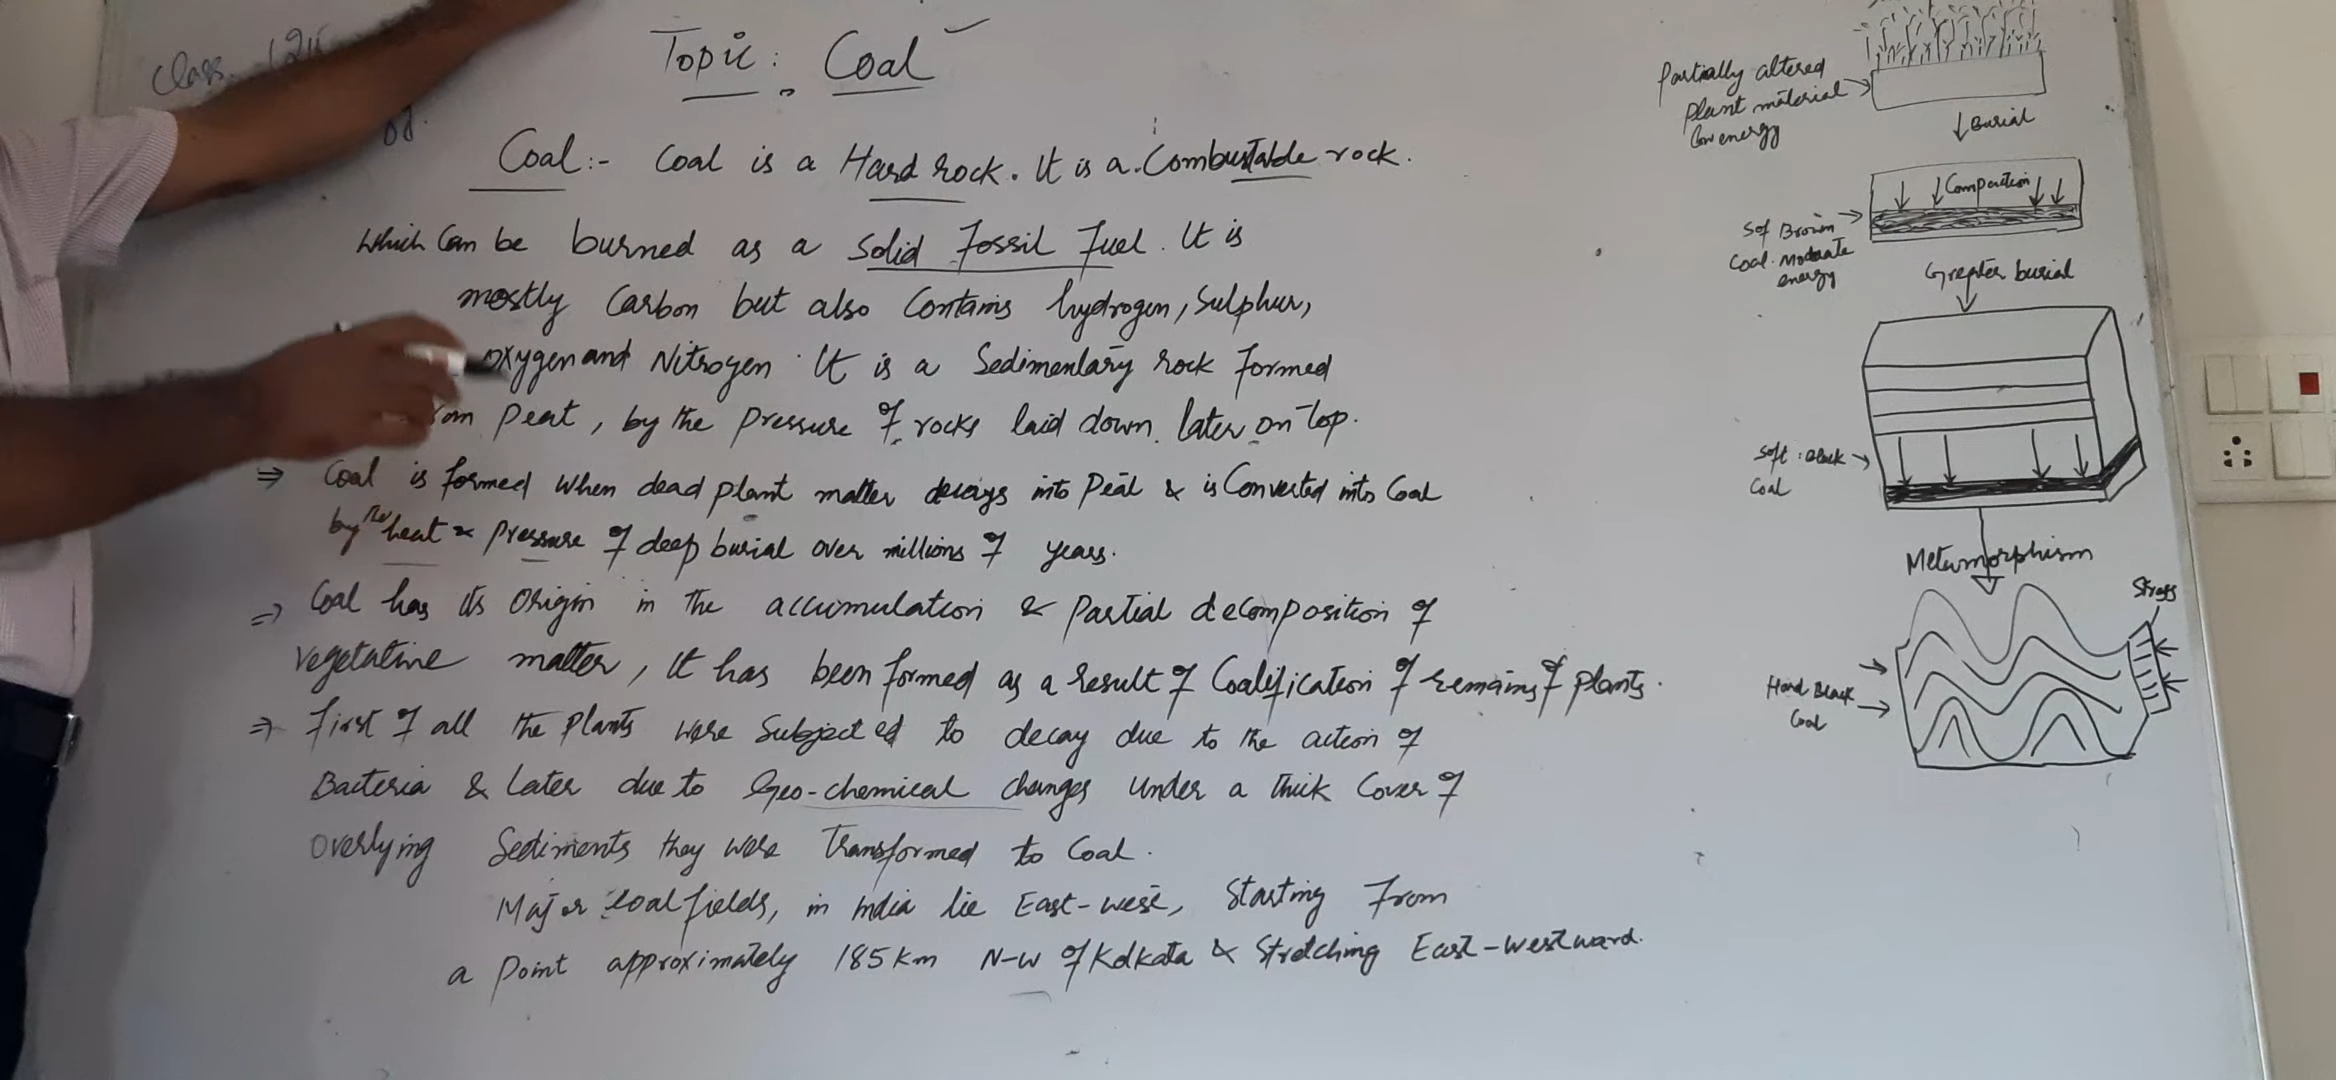 Class. 12th
Topic: Coal
Coal:- Coal is a Hard rock. It is a Combustable rock.
Which Can be burned as a Solid Fossil Fuel. It is
mostly Carbon but also Contains hydrogen, Sulphur,
oxygen and Nitrogen. It is a Sedimentary rock formed
Peat, by the Pressure of rocks laid down later on top.
⇒ Coal is formed when dead plant matter decays into Peat & is Converted into Coal
by the heat & Pressure of deep burial over millions of years.
⇒ Coal has its Origin in the accumulation & Partial decomposition of
Vegetative matter, It has been formed as a result of Coalification of remains of plants.
⇒ First of all the Plants were Subjected to decay due to the action of
Bacteria & Later due to Geo-chemical changes Under a thick Cover of
Overlying Sediments they were Transformed to Coal.
Major Coal fields, in India lie East-west, Starting From
a Point approximately 185 km N-W of Kolkata & Stretching East-westward.
Partially altered
Plant material
low energy
Burial
Compaction
Sof Brown
Coal. Moderate
energy
Greater burial
Soft Black
Coal
Metamorphism
Stress
Hard Black
Coal